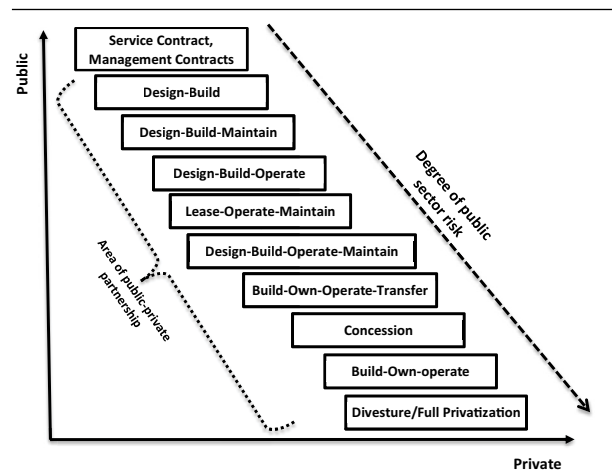 Public
Service Contract,
Management Contracts
Design-Build
Design-Build-Maintain
Design-Build-Operate
Lease-Operate-Maintain
Design-Build-Operate-Maintain
Build-Own-Operate-Transfer
Concession
Build-Own-operate
Divesture/Full Privatization
Degree of public
sector risk
Area of public-private
partnership
Private